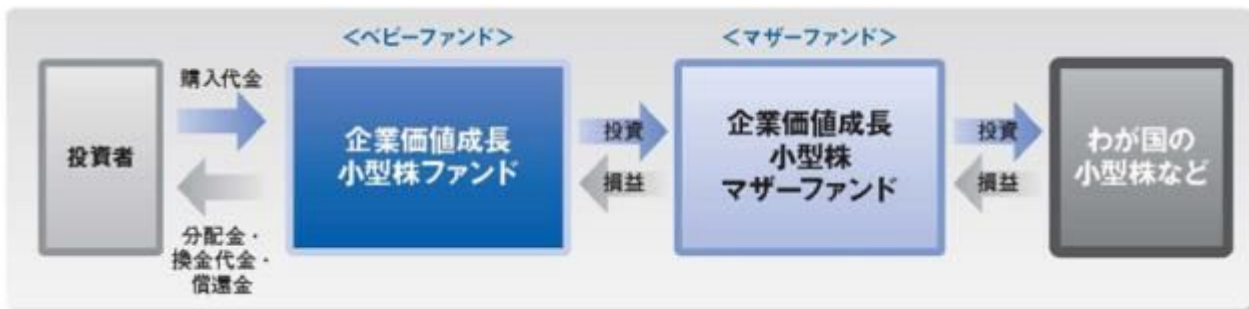 <ベビーファンド>
<マザーファンド>
投資者
購入代金
分配金・
換金代金・
償還金
企業価値成長
小型株ファンド
投資
損益
企業価値成長
小型株
マザーファンド
投資
損益
わが国の
小型株など